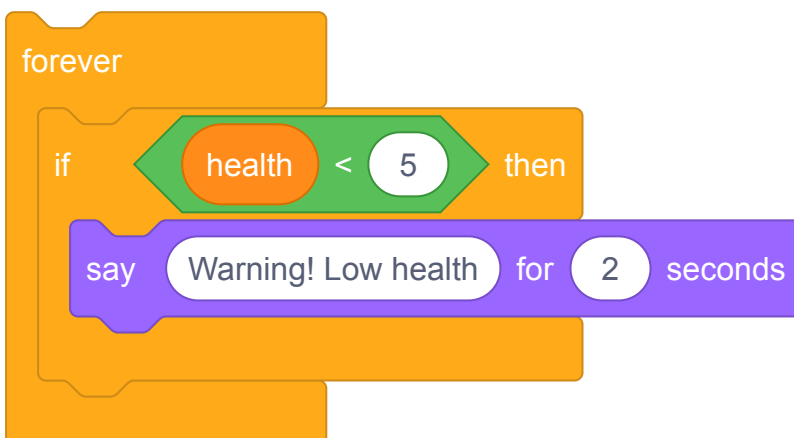 forever
if health < 5 then
say Warning! Low health for 2 seconds